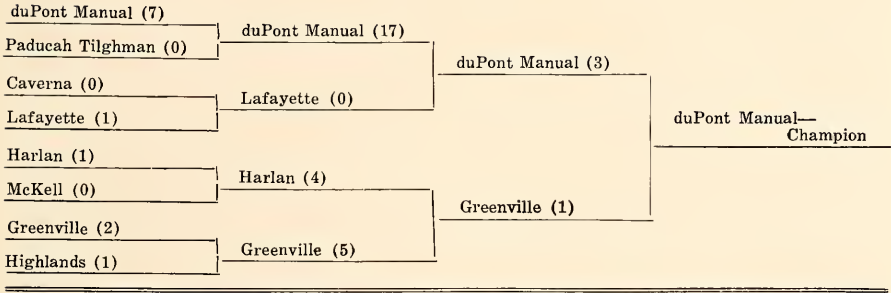 duPont Manual (7)
Paducah Tilghman (0)
Caverna (0)
Lafayette (1)
Harlan (1)
McKell (0)
Greenville (2)
Highlands (1)
duPont Manual (17)
Lafayette (0)
Harlan (4)
Greenville (5)
duPont Manual (3)
Greenville (1)
duPont Manual—
Champion